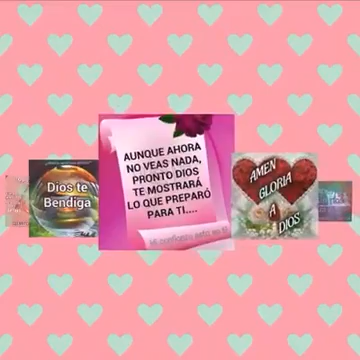 Dios te
Bendiga
AUNQUE AHORA
NO VEAS NADA,
PRONTO DIOS
TE MOSTRARÁ
LO QUE PREPARÓ
PARA TI....
AMEN
GLORIA
A
DIOS